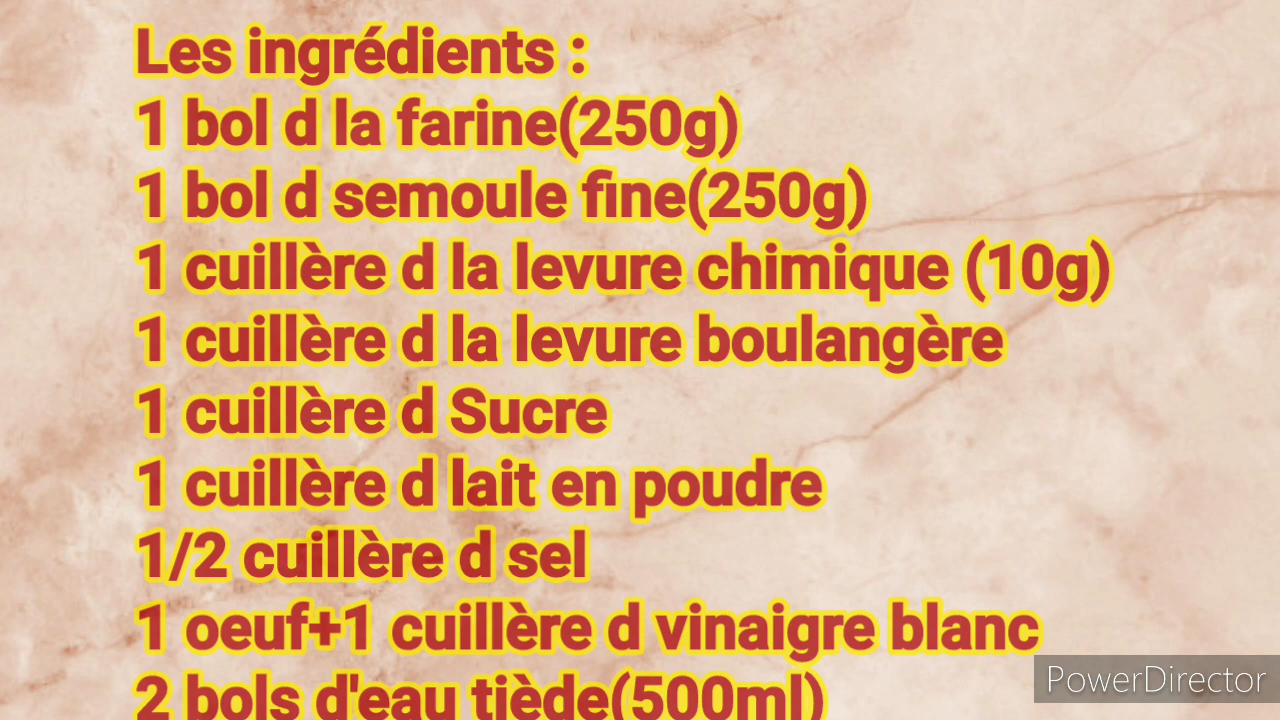 Les ingrédients :
1 bol d la farine(250g)
1 bol d semoule fine(250g)
1 cuillère d la levure chimique (10g)
1 cuillère d la levure boulangère
1 cuillère d Sucre
1 cuillère d lait en poudre
1/2 cuillère d sel
1 oeuf+1 cuillère d vinaigre blanc
2 bols d'eau tiède(500ml)
PowerDirector